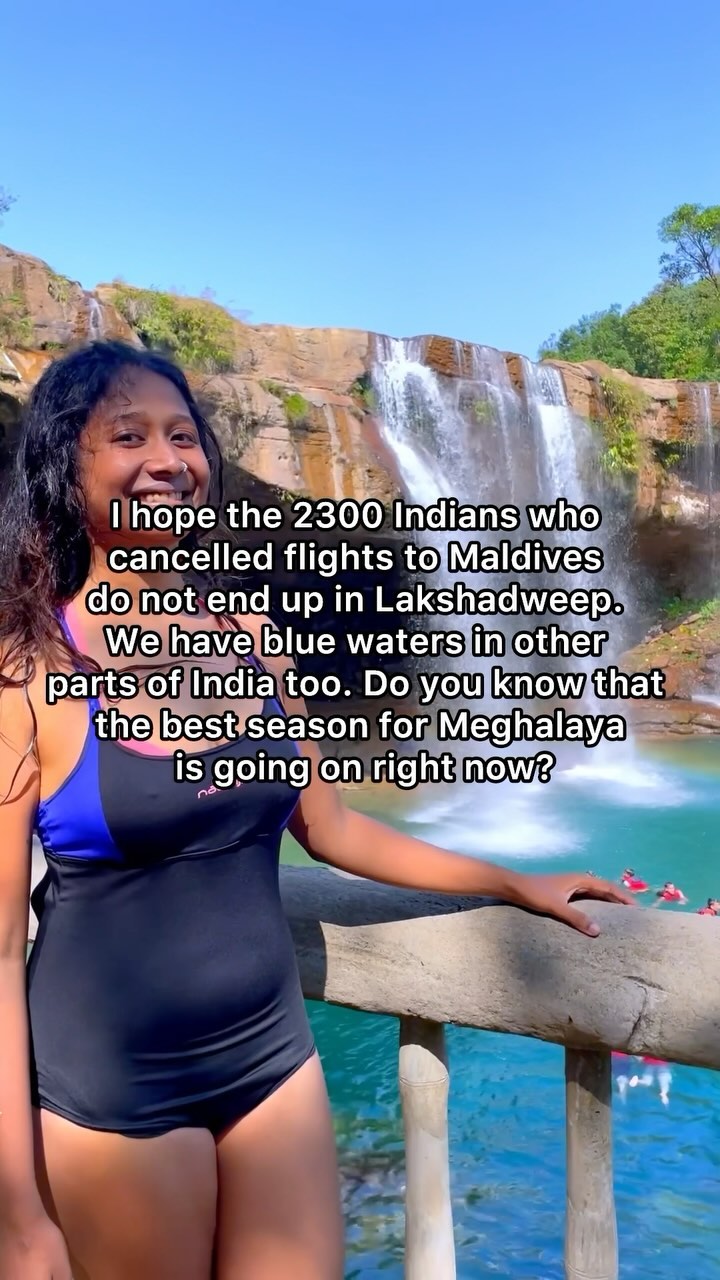 I hope the 2300 Indians who
cancelled flights to Maldives
do not end up in Lakshadweep.
We have blue waters in other
parts of India too. Do you know that
the best season for Meghalaya
is going on right now?